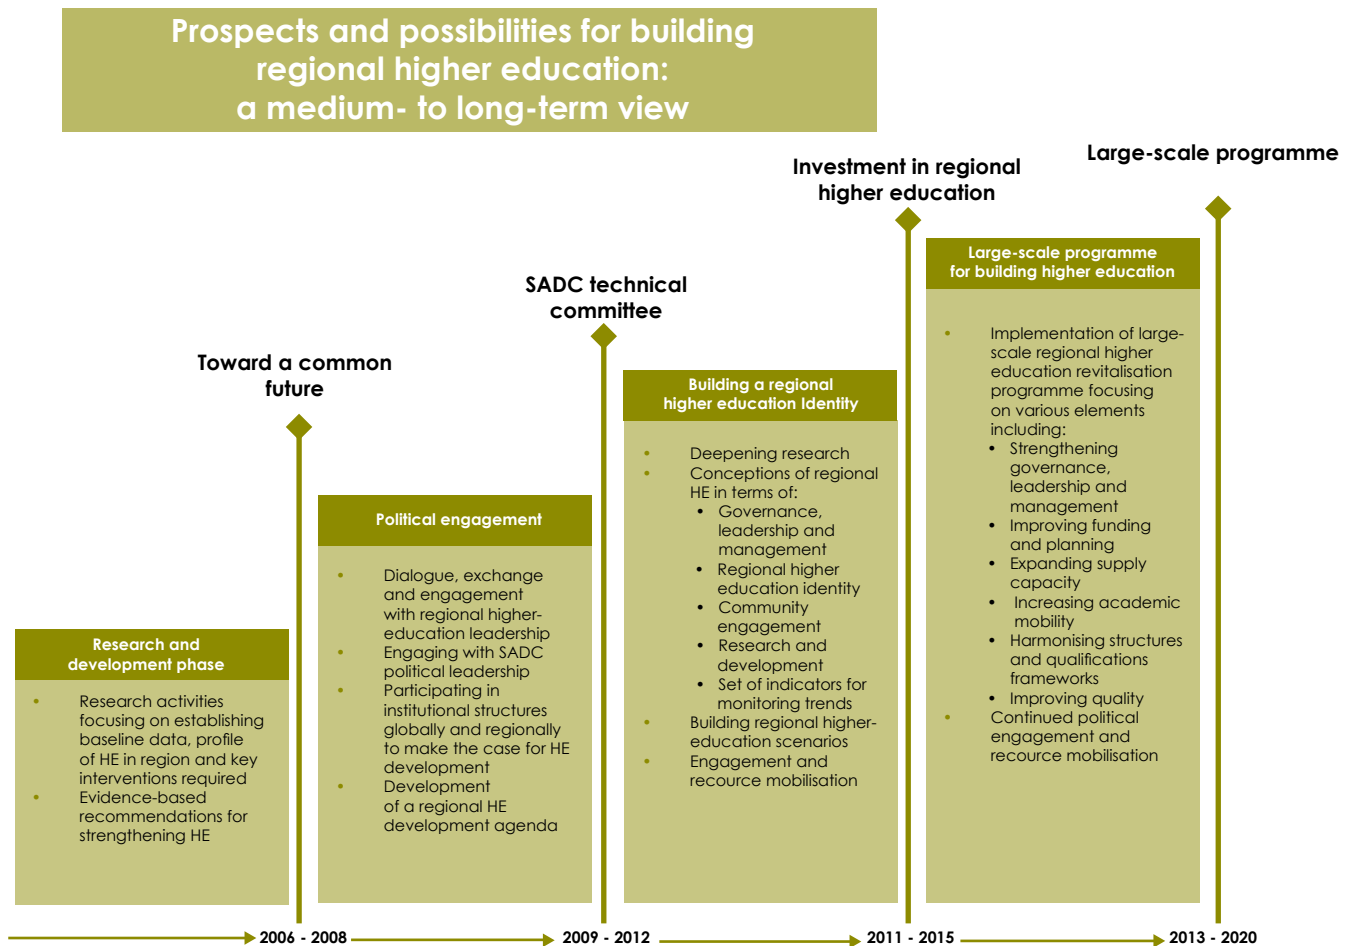 Prospects and possibilities for building
regional higher education:
a medium- to long-term view
Toward a common
future
SADC technical
committee
Investment in regional
higher education
Large-scale programme
Research and
development phase
• Research activities
focusing on establishing
baseline data, profile
of HE in region and key
interventions required
• Evidence-based
recommendations for
strengthening HE
Political engagement
• Dialogue, exchange
and engagement
with regional higher-
education leadership
• Engaging with SADC
political leadership
• Participating in
institutional structures
globally and regionally
to make the case for HE
development
• Development
of a regional HE
development agenda
Building a regional
higher education Identity
• Deepening research
• Conceptions of regional
HE in terms of:
• Governance,
leadership and
management
• Regional higher
education identity
• Community
engagement
• Research and
development
• Set of indicators for
monitoring trends
• Building regional higher-
education scenarios
• Engagement and
recource mobilisation
Large-scale programme
for building higher education
• Implementation of large-
scale regional higher
education revitalisation
programme focusing
on various elements
including:
• Strengthening
governance,
leadership and
management
• Improving funding
and planning
• Expanding supply
capacity
• Increasing academic
mobility
• Harmonising structures
and qualifications
frameworks
• Improving quality
• Continued political
engagement and
recource mobilisation
2006 - 2008
2009 - 2012
2011 - 2015
2013 - 2020